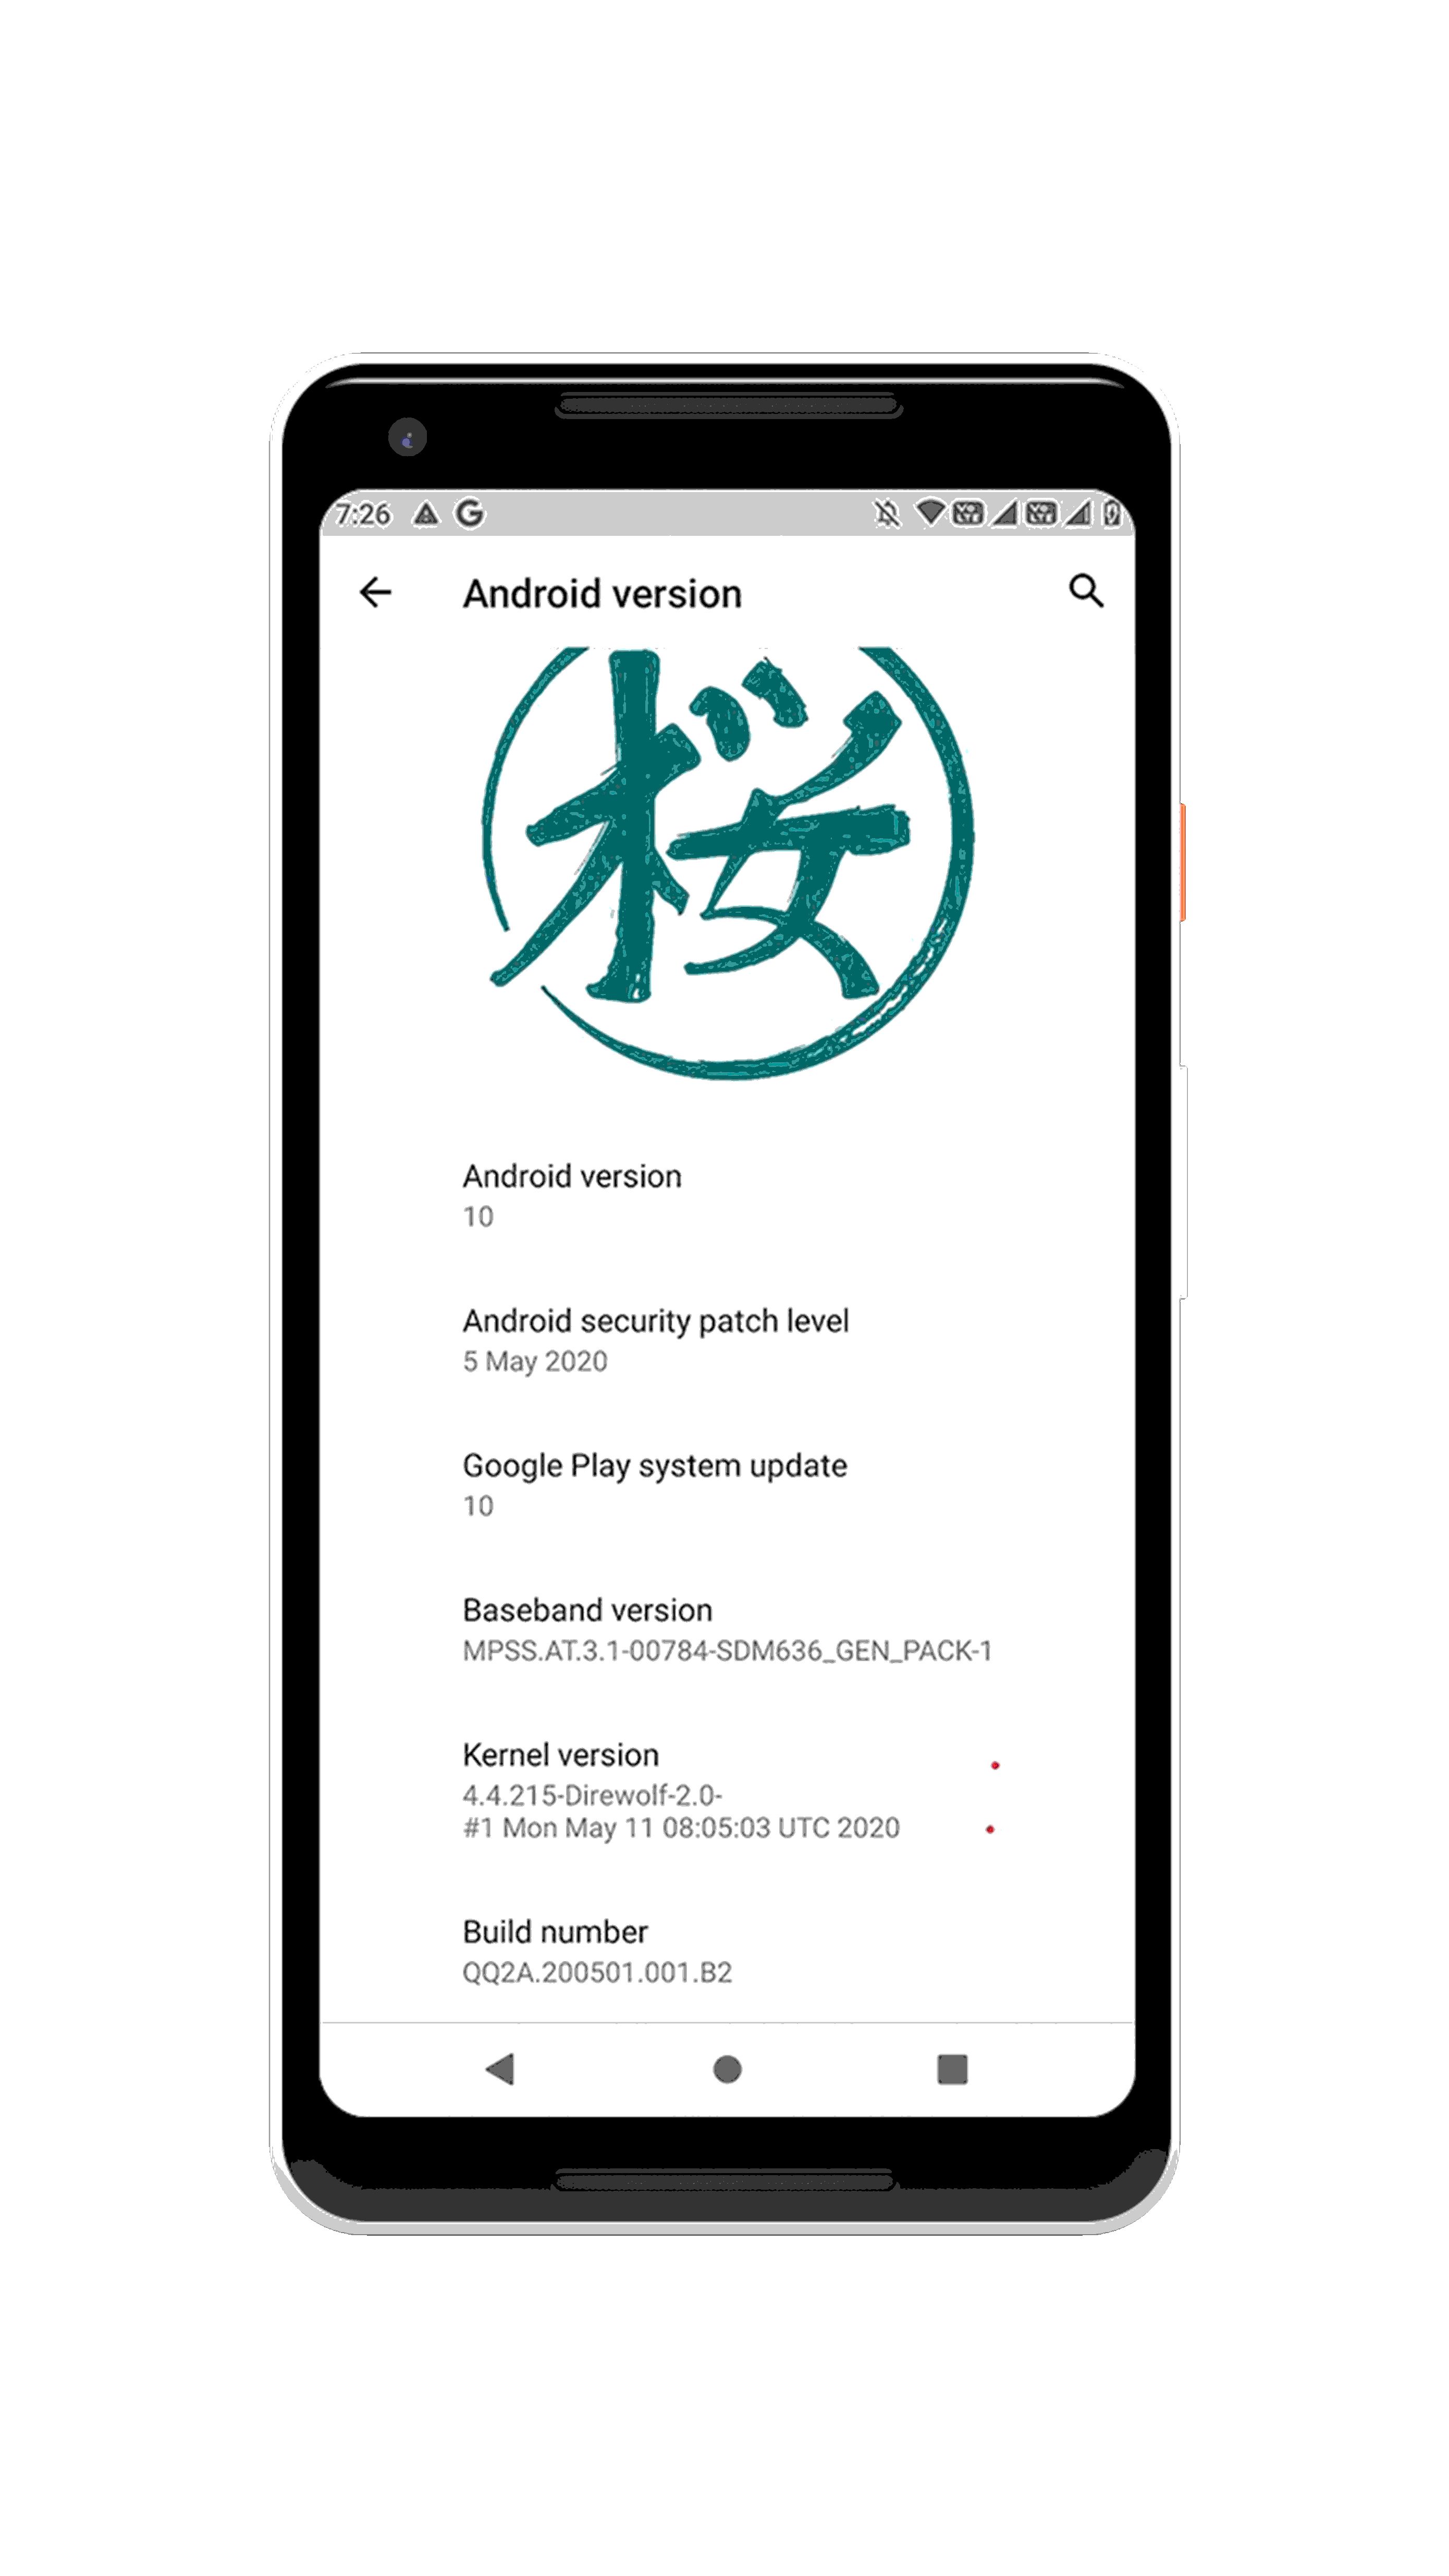 7:26
Android version
桜
Android version
10
Android security patch level
5 May 2020
Google Play system update
10
Baseband version
MPSS.AT.3.1-00784-SDM636_GEN_PACK-1
Kernel version
4.4.215-Direwolf-2.0-
#1 Mon May 11 08:05:03 UTC 2020
Build number
QQ2A.200501.001.B2